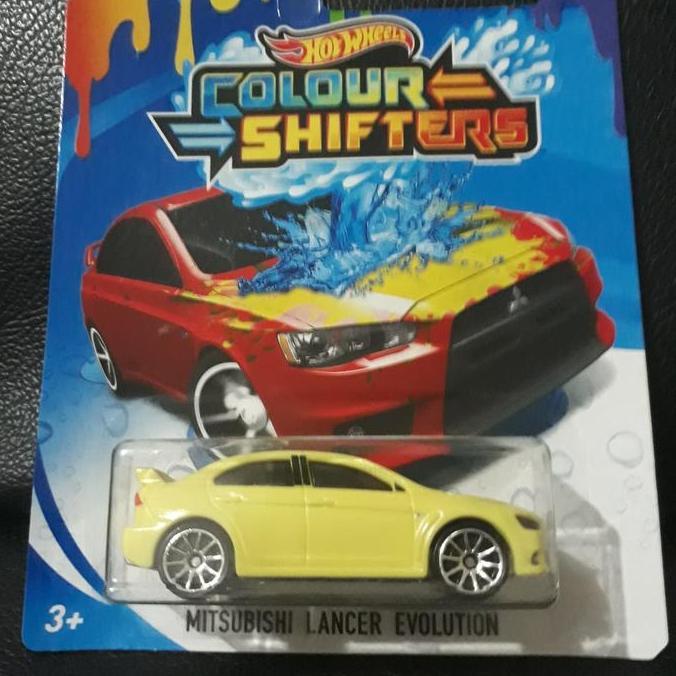 HOT WHEELS
COLOUR
SHIFTERS
3+
MITSUBISHI LANCER EVOLUTION